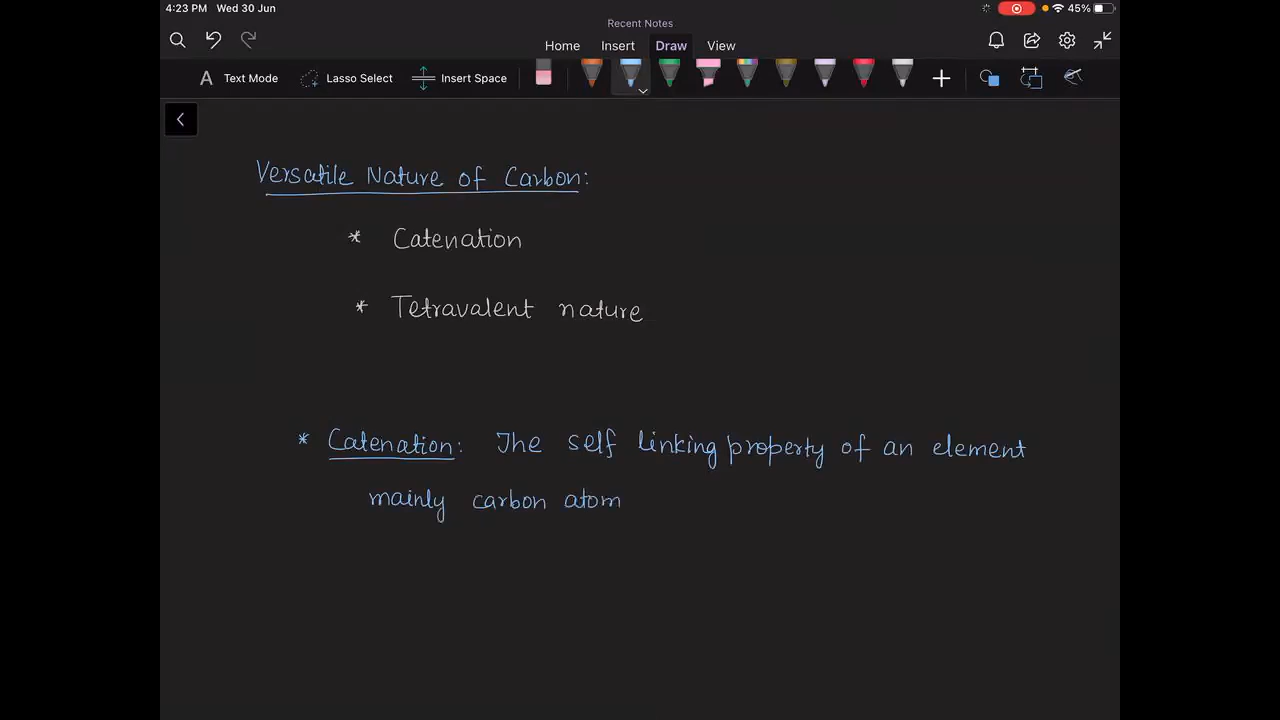 4:23 PM Wed 30 Jun
45%
Recent Notes
Home Insert Draw View
Text Mode Lasso Select Insert Space
Versatile Nature of Carbon:
* Catenation
* Tetravalent nature
* Catenation: The self linking property of an element
mainly carbon atom